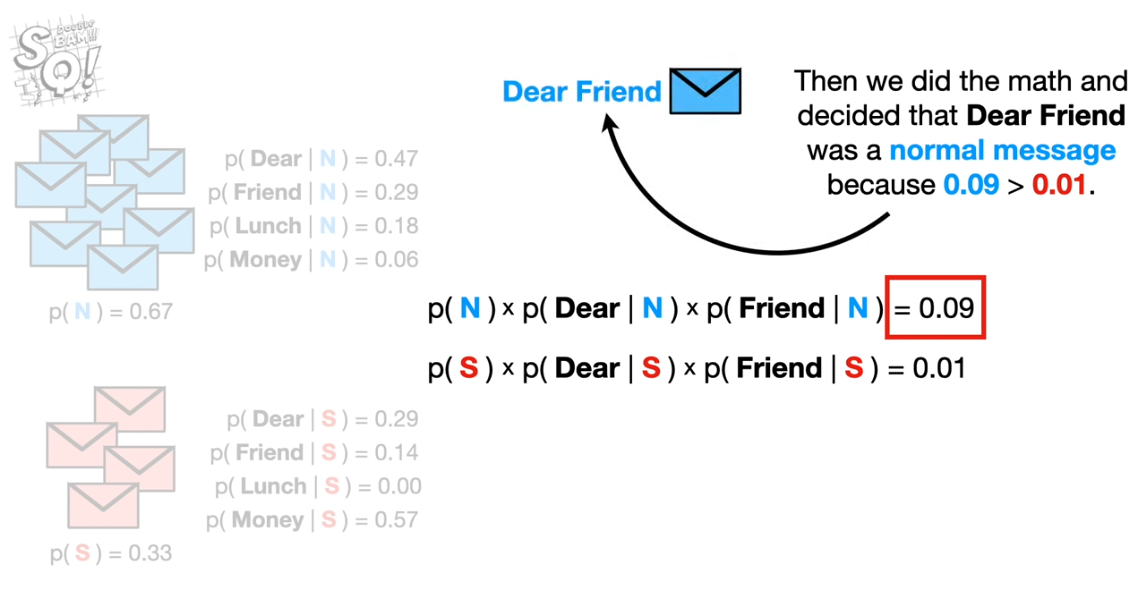 SQ!
DOUBLE
BAM!!!
Dear Friend
Then we did the math and
decided that Dear Friend
was a normal message
because 0.09 > 0.01.
p( Dear | N ) = 0.47
p( Friend | N ) = 0.29
p( Lunch | N ) = 0.18
p( Money | N ) = 0.06
p( N ) = 0.67
p( N ) x p( Dear | N ) x p( Friend | N ) = 0.09
p( S ) x p( Dear | S ) x p( Friend | S ) = 0.01
p( Dear | S ) = 0.29
p( Friend | S ) = 0.14
p( Lunch | S ) = 0.00
p( Money | S ) = 0.57
p( S ) = 0.33